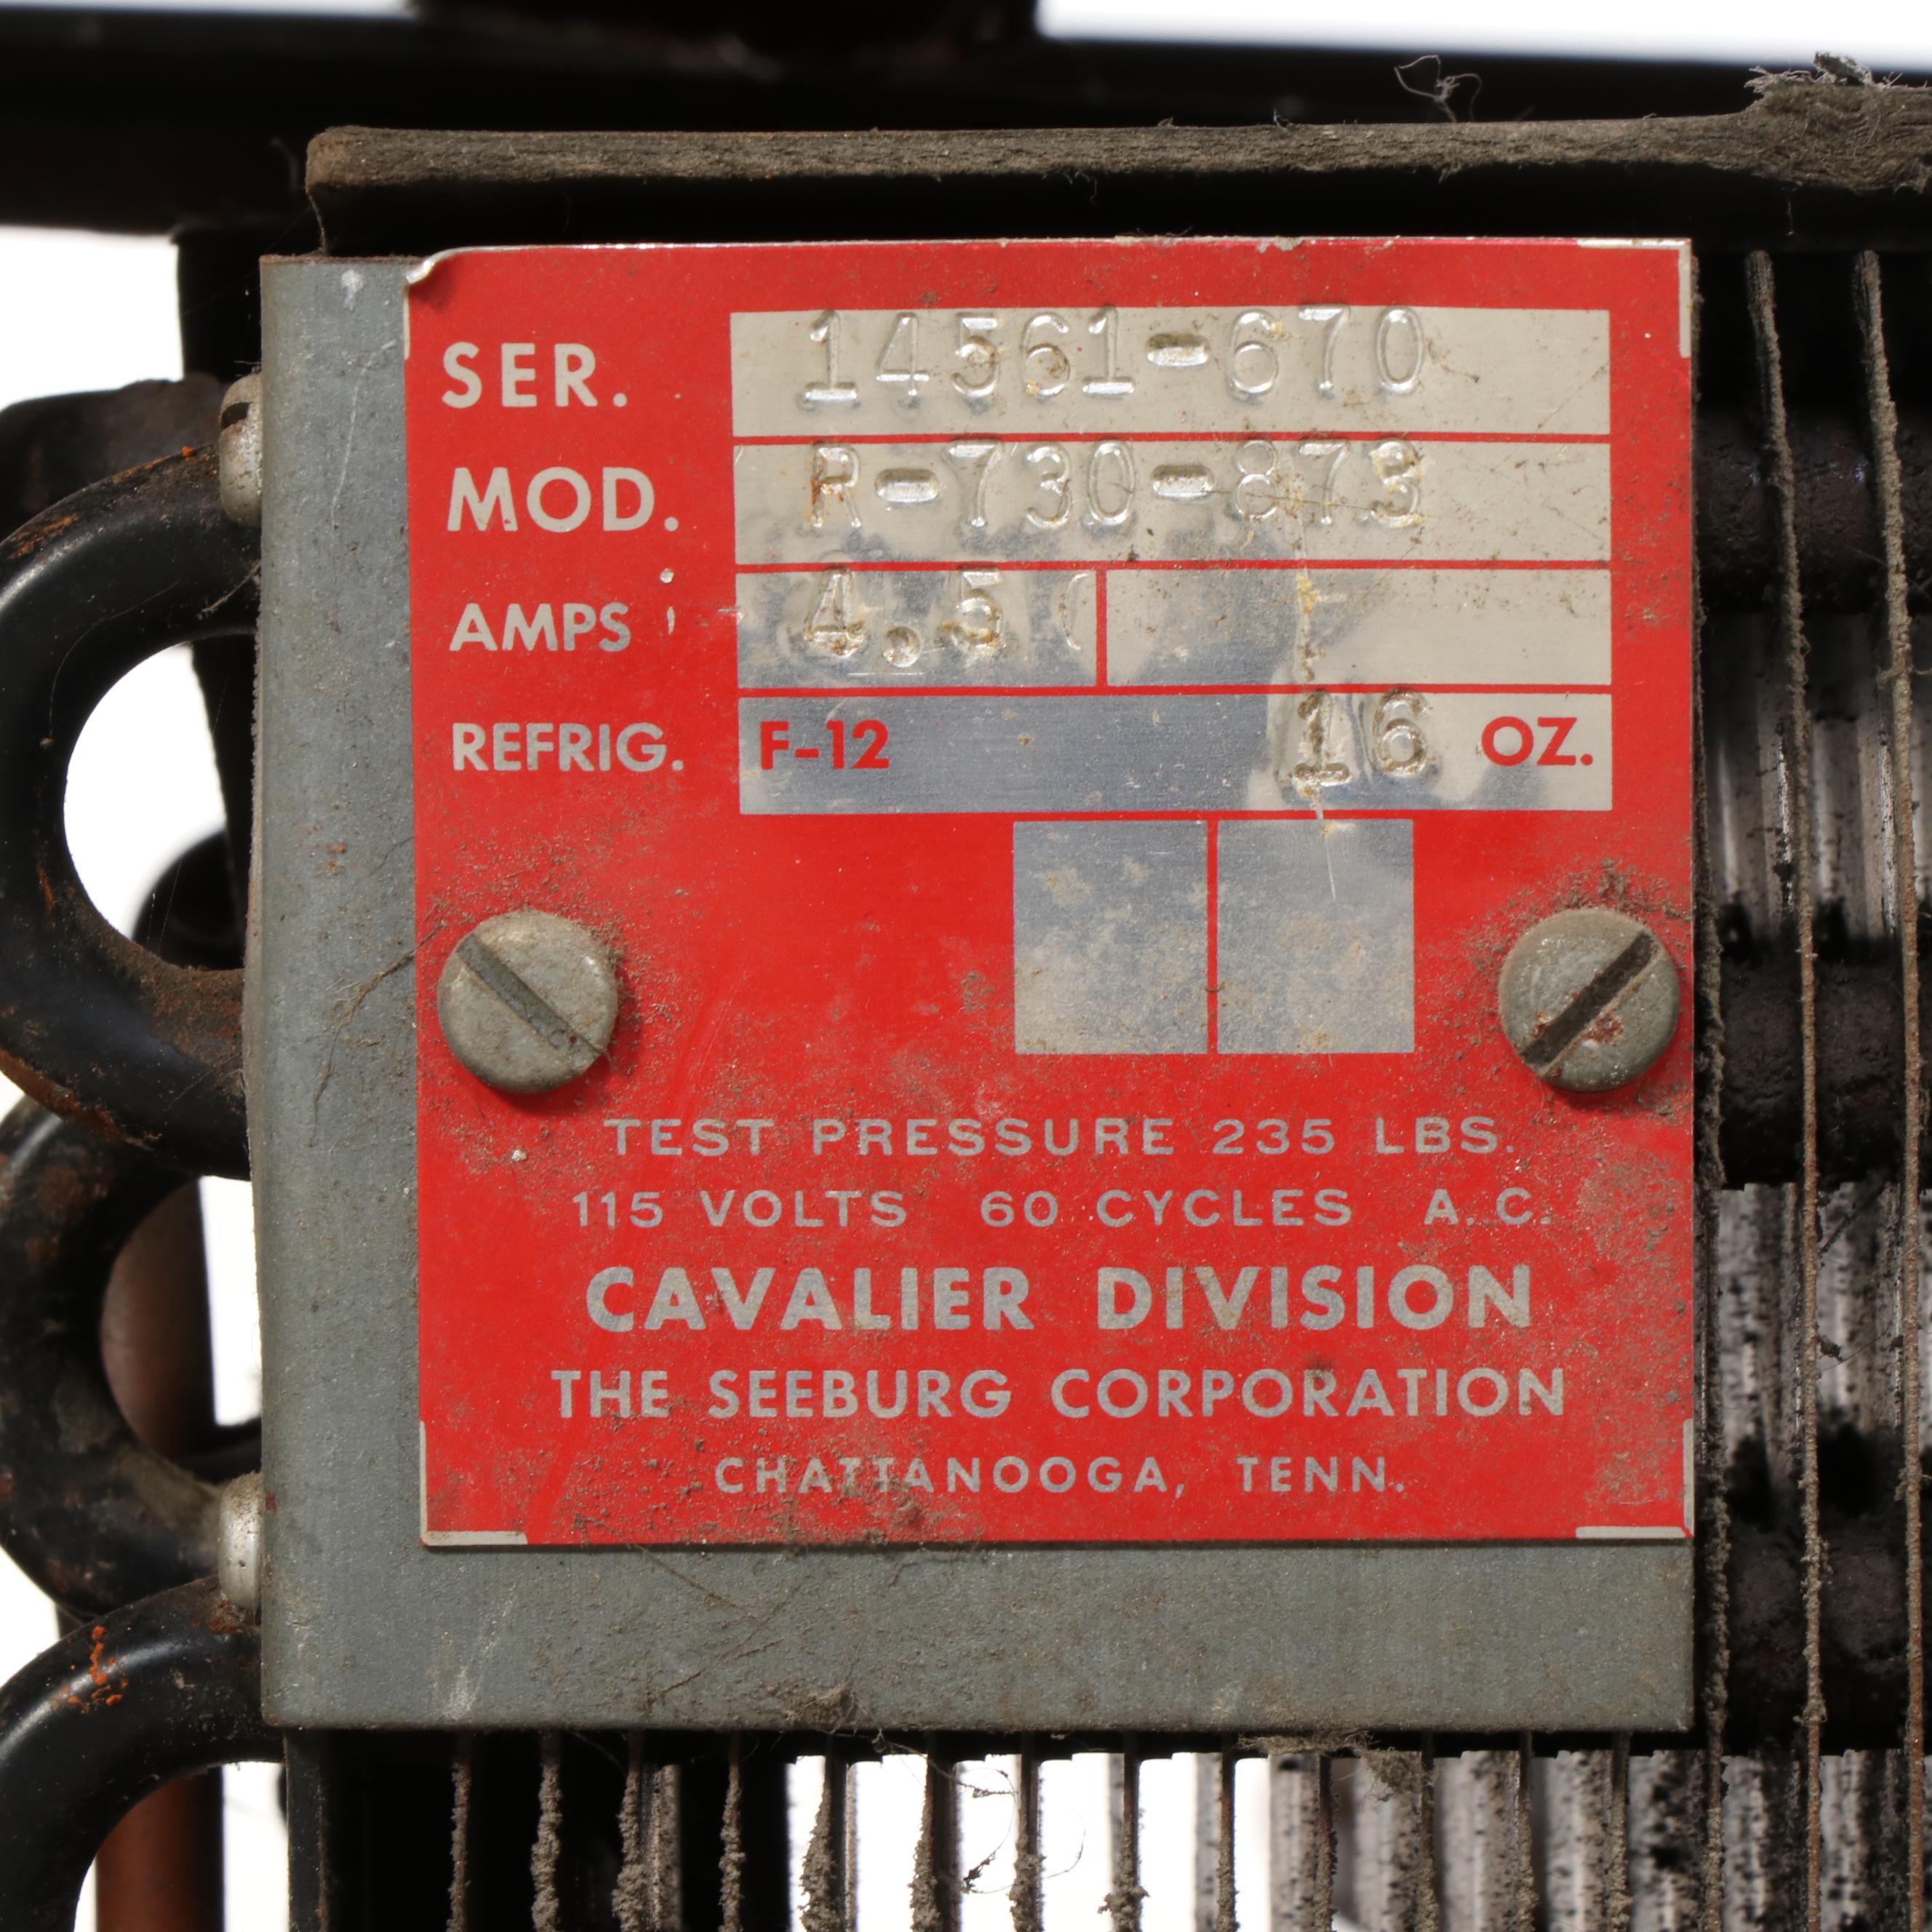 SER. 14561-670
MOD. R-730-873
AMPS 4.5
REFRIG. F-12 16 OZ.
TEST PRESSURE 235 LBS.
115 VOLTS 60 CYCLES A.C.
CAVALIER DIVISION
THE SEEBURG CORPORATION
CHATTANOOGA, TENN.